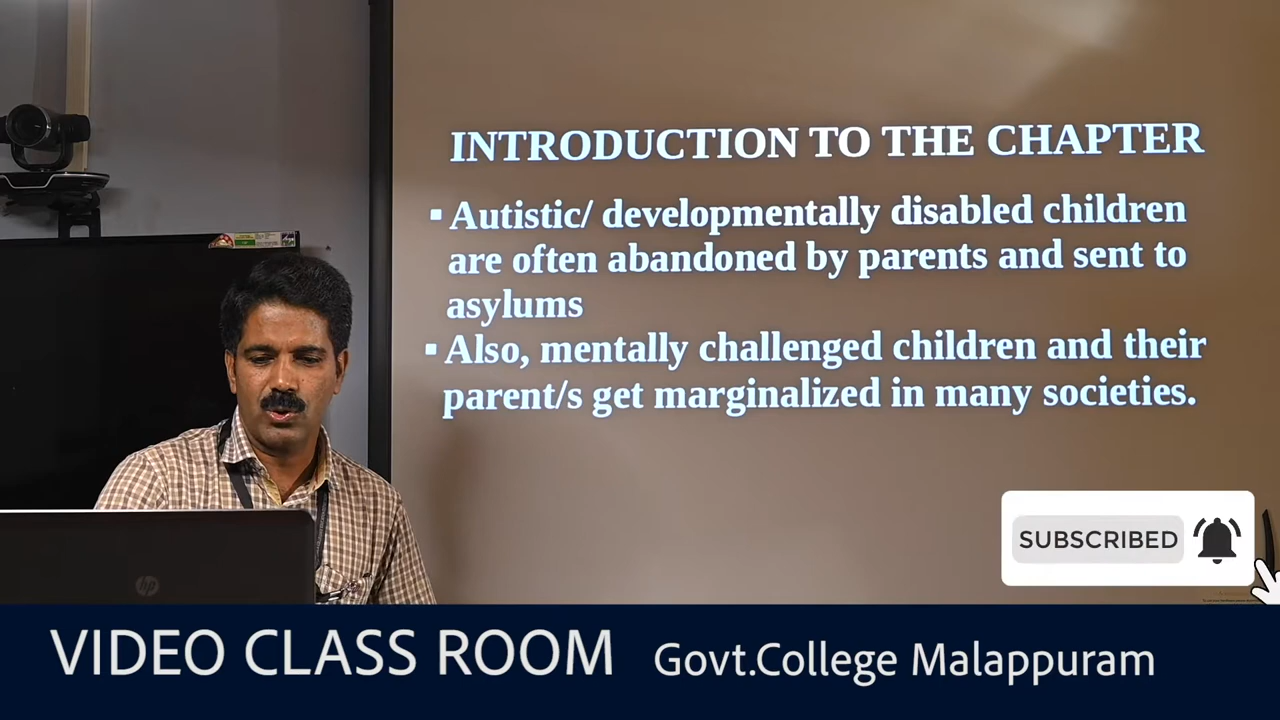 INTRODUCTION TO THE CHAPTER
▪ Autistic/ developmentally disabled children
are often abandoned by parents and sent to
asylums
▪ Also, mentally challenged children and their
parent/s get marginalized in many societies.
hp
SUBSCRIBED
VIDEO CLASS ROOM Govt.College Malappuram